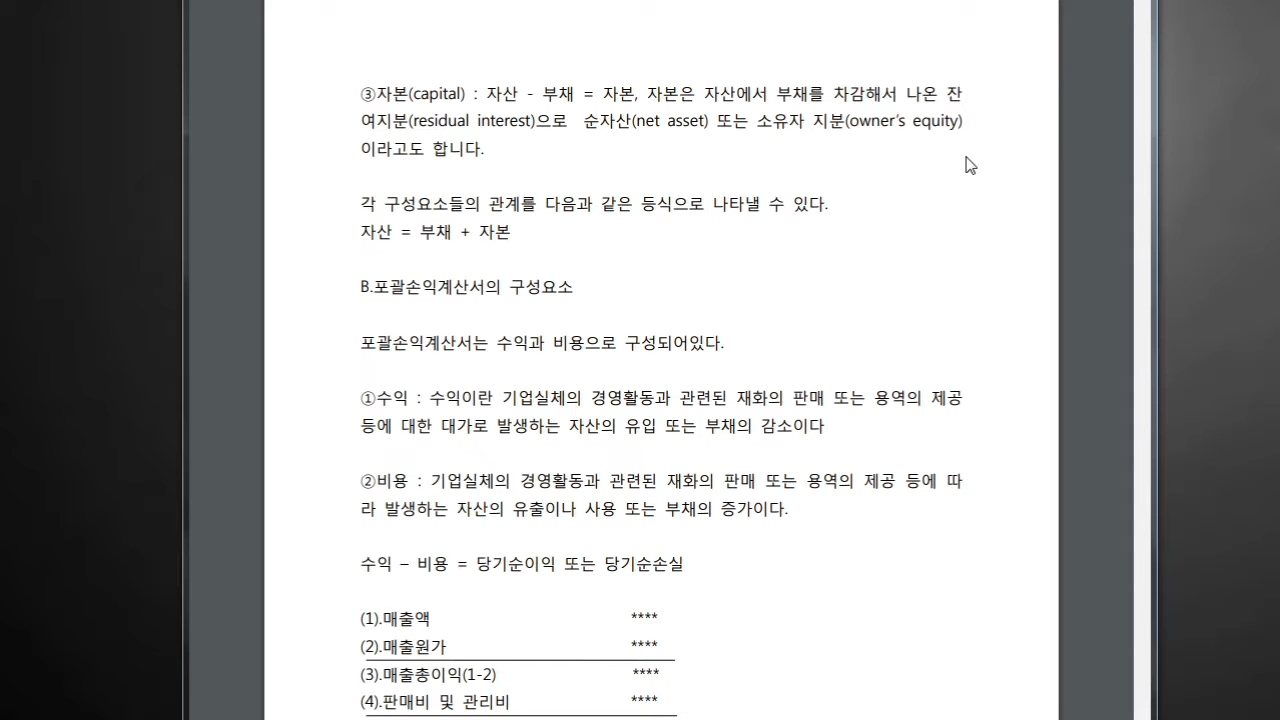 ③자본(capital) : 자산 - 부채 = 자본, 자본은 자산에서 부채를 차감해서 나온 잔
여지분(residual interest)으로 순자산(net asset) 또는 소유자 지분(owner's equity)
이라고도 합니다.
각 구성요소들의 관계를 다음과 같은 등식으로 나타낼 수 있다.
자산 = 부채 + 자본
B.포괄손익계산서의 구성요소
포괄손익계산서는 수익과 비용으로 구성되어있다.
①수익 : 수익이란 기업실체의 경영활동과 관련된 재화의 판매 또는 용역의 제공
등에 대한 대가로 발생하는 자산의 유입 또는 부채의 감소이다
②비용 : 기업실체의 경영활동과 관련된 재화의 판매 또는 용역의 제공 등에 따
라 발생하는 자산의 유출이나 사용 또는 부채의 증가이다.
수익 – 비용 = 당기순이익 또는 당기순손실
(1).매출액 ****
(2).매출원가 ****
(3).매출총이익(1-2) ****
(4).판매비 및 관리비 ****